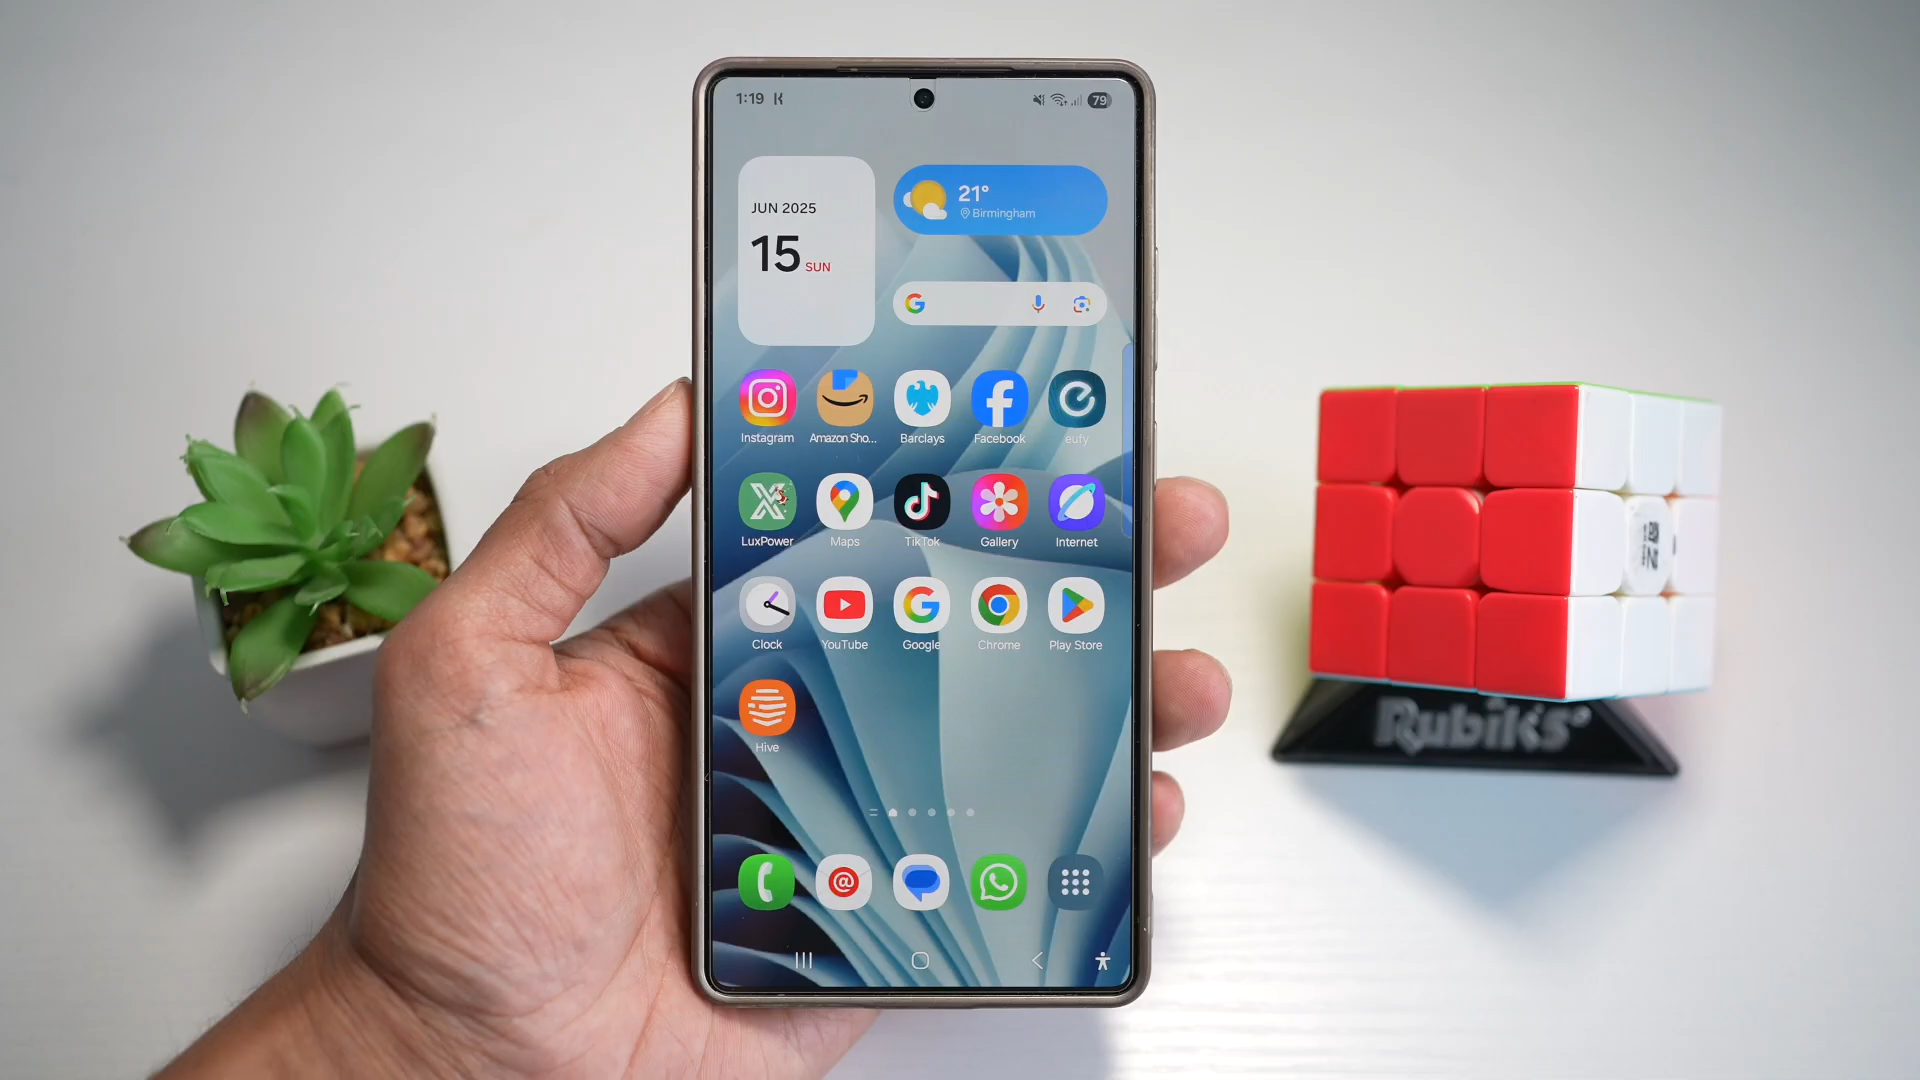 1:19
79
JUN 2025
15 SUN
21°
Birmingham
Instagram
Amazon Sho...
Barclays
Facebook
eufy
LuxPower
Maps
TikTok
Gallery
Internet
Clock
YouTube
Google
Chrome
Play Store
Hive
Rubik's